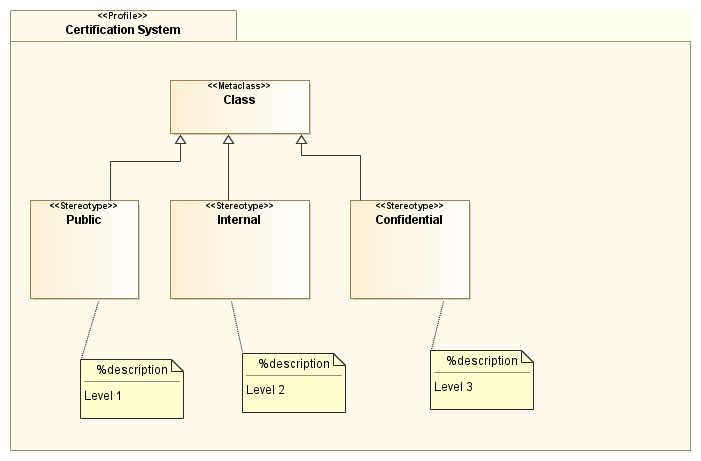 <<Profile>>
Certification System
<<Metaclass>>
Class
<<Stereotype>>
Public
<<Stereotype>>
Internal
<<Stereotype>>
Confidential
%description
Level 1
%description
Level 2
%description
Level 3